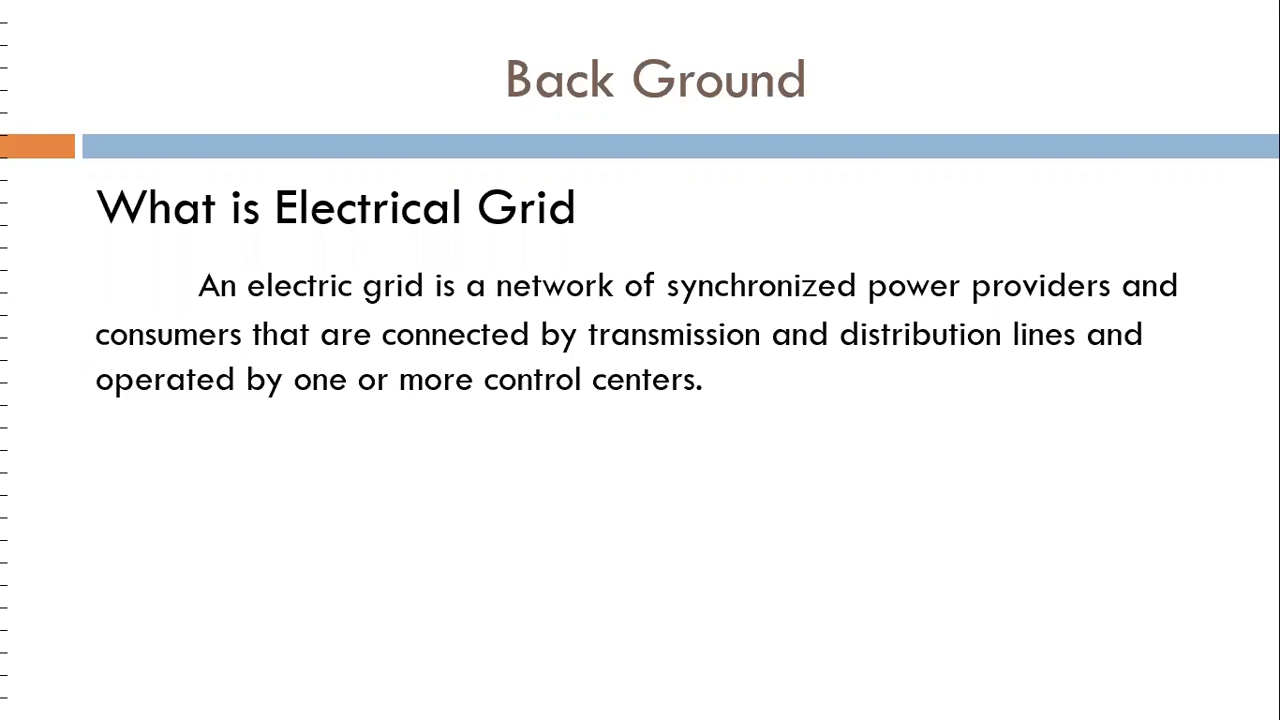 Back Ground
What is Electrical Grid
An electric grid is a network of synchronized power providers and
consumers that are connected by transmission and distribution lines and
operated by one or more control centers.